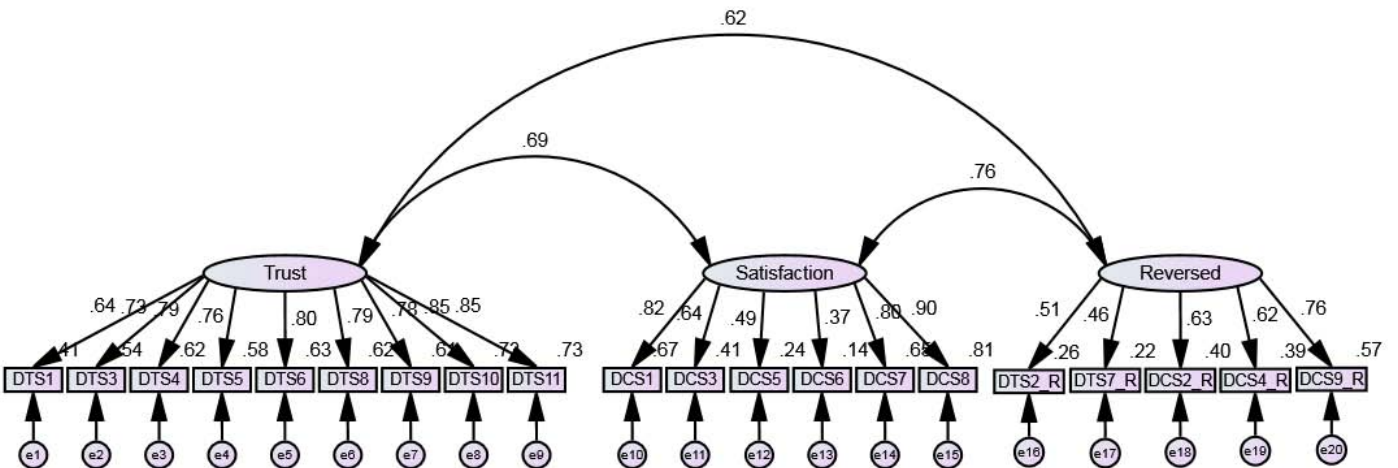 .62
.69
.76
Trust Satisfaction Reversed
.64 .73 .79 .76 .80 .79 .78 .85 .85 .82 .64 .49 .37 .80 .90 .51 .46 .63 .62 .76
.41 .54 .62 .58 .63 .62 .73 .73 .67 .41 .24 .14 .81 .26 .22 .40 .39 .57
DTS1 DTS3 DTS4 DTS5 DTS6 DTS8 DTS9 DTS10 DTS11 DCS1 DCS3 DCS5 DCS6 DCS7 DCS8 DTS2_R DTS7_R DCS2_R DCS4_R DCS9_R
e1 e2 e3 e4 e5 e6 e7 e8 e9 e10 e11 e12 e13 e14 e15 e16 e17 e18 e19 e20